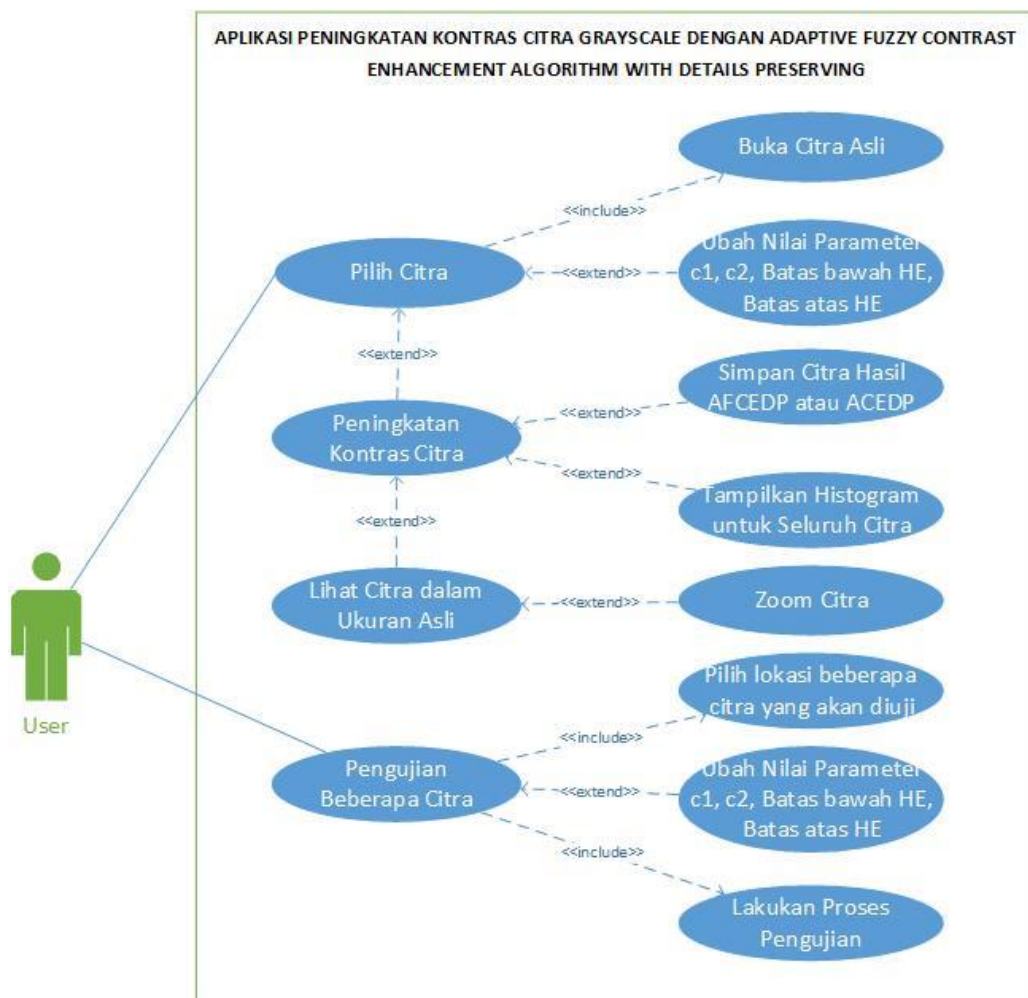 APLIKASI PENINGKATAN KONTRAS CITRA GRAYSCALE DENGAN ADAPTIVE FUZZY CONTRAST
ENHANCEMENT ALGORITHM WITH DETAILS PRESERVING
Buka Citra Asli
<<include>>
Pilih Citra
<<extend>>
Ubah Nilai Parameter
c1, c2, Batas bawah HE,
Batas atas HE
<<extend>>
Simpan Citra Hasil
AFCEDP atau ACEDP
<<extend>>
Peningkatan
Kontras Citra
<<extend>>
Tampilkan Histogram
untuk Seluruh Citra
<<extend>>
Lihat Citra dalam
Ukuran Asli
<<extend>>
Zoom Citra
User
Pilih lokasi beberapa
citra yang akan diuji
<<include>>
Pengujian
Beberapa Citra
<<extend>>
Ubah Nilai Parameter
c1, c2, Batas bawah HE,
Batas atas HE
<<include>>
Lakukan Proses
Pengujian